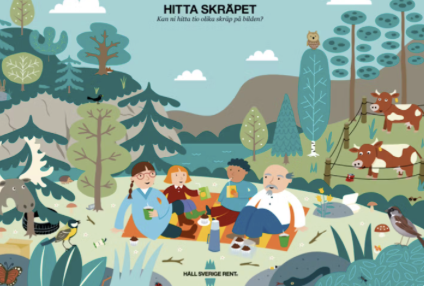 HITTA SKRÄPET
Kan ni hitta tio olika skräp på bilden?
HÅLL SVERIGE RENT.